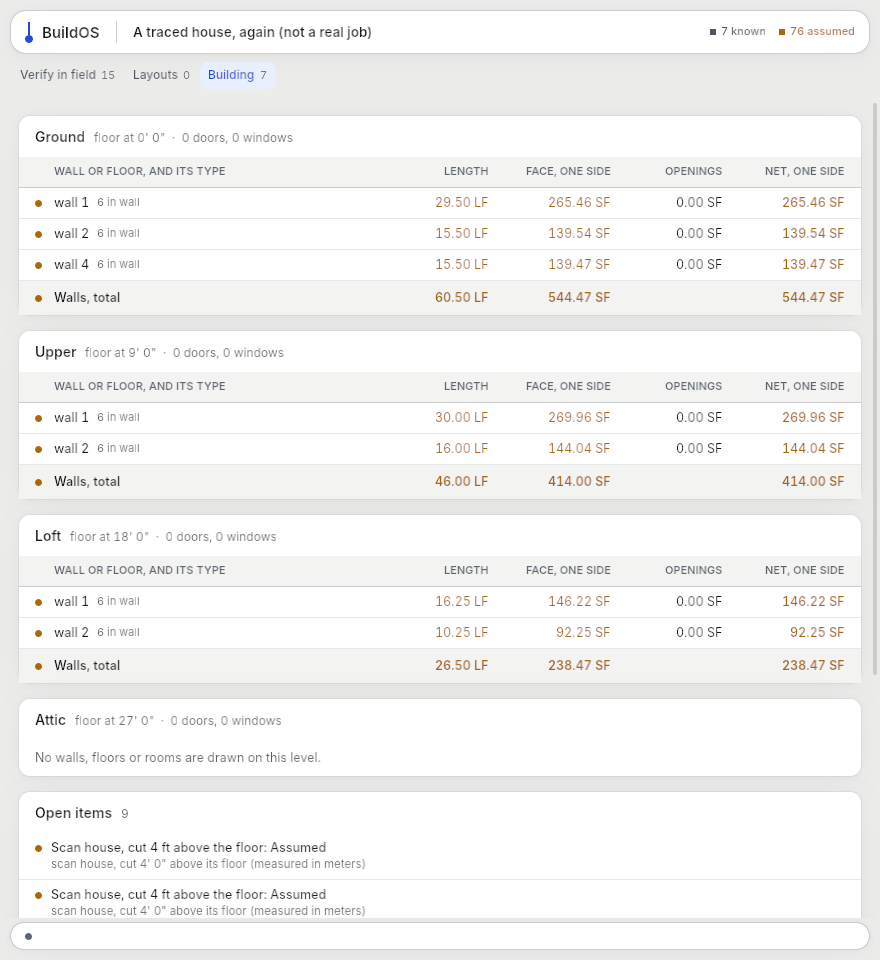 BuildOS A traced house, again (not a real job) 7 known 76 assumed
Verify in field 15 Layouts 0 Building 7
Ground floor at 0' 0" · 0 doors, 0 windows
WALL OR FLOOR, AND ITS TYPE LENGTH FACE, ONE SIDE OPENINGS NET, ONE SIDE
wall 1 6 in wall 29.50 LF 265.46 SF 0.00 SF 265.46 SF
wall 2 6 in wall 15.50 LF 139.54 SF 0.00 SF 139.54 SF
wall 4 6 in wall 15.50 LF 139.47 SF 0.00 SF 139.47 SF
Walls, total 60.50 LF 544.47 SF 544.47 SF
Upper floor at 9' 0" · 0 doors, 0 windows
WALL OR FLOOR, AND ITS TYPE LENGTH FACE, ONE SIDE OPENINGS NET, ONE SIDE
wall 1 6 in wall 30.00 LF 269.96 SF 0.00 SF 269.96 SF
wall 2 6 in wall 16.00 LF 144.04 SF 0.00 SF 144.04 SF
Walls, total 46.00 LF 414.00 SF 414.00 SF
Loft floor at 18' 0" · 0 doors, 0 windows
WALL OR FLOOR, AND ITS TYPE LENGTH FACE, ONE SIDE OPENINGS NET, ONE SIDE
wall 1 6 in wall 16.25 LF 146.22 SF 0.00 SF 146.22 SF
wall 2 6 in wall 10.25 LF 92.25 SF 0.00 SF 92.25 SF
Walls, total 26.50 LF 238.47 SF 238.47 SF
Attic floor at 27' 0" · 0 doors, 0 windows
No walls, floors or rooms are drawn on this level.
Open items 9
Scan house, cut 4 ft above the floor: Assumed
scan house, cut 4' 0" above its floor (measured in meters)
Scan house, cut 4 ft above the floor: Assumed
scan house, cut 4' 0" above its floor (measured in meters)